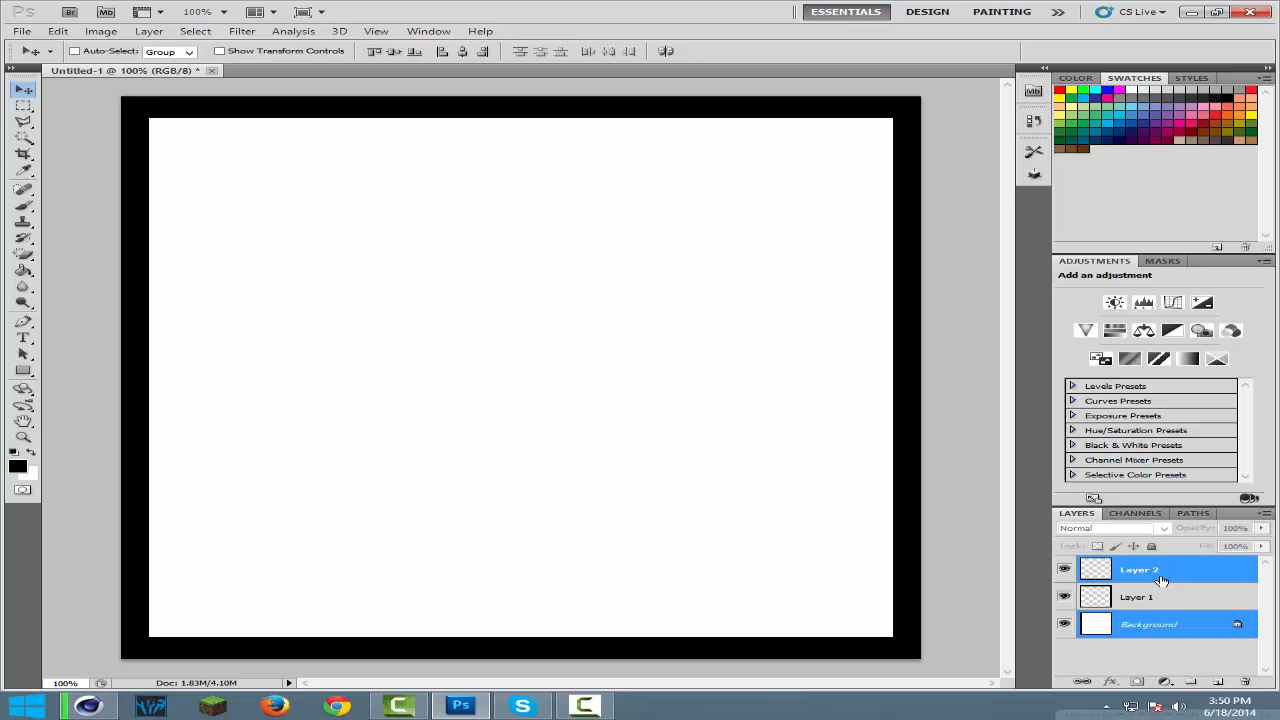 Ps Br Mb 100% ESSENTIALS DESIGN PAINTING CS Live
File Edit Image Layer Select Filter Analysis 3D View Window Help
Auto-Select: Group Show Transform Controls
Untitled-1 @ 100% (RGB/8) *
COLOR SWATCHES STYLES
Mb
ADJUSTMENTS MASKS
Add an adjustment
Levels Presets
Curves Presets
Exposure Presets
Hue/Saturation Presets
Black & White Presets
Channel Mixer Presets
Selective Color Presets
LAYERS CHANNELS PATHS
Normal Opacity: 100%
Lock: Fill: 100%
Layer 2
Layer 1
Background
100% Doc: 1.83M/4.10M
Ps
3:50 PM
6/18/2014